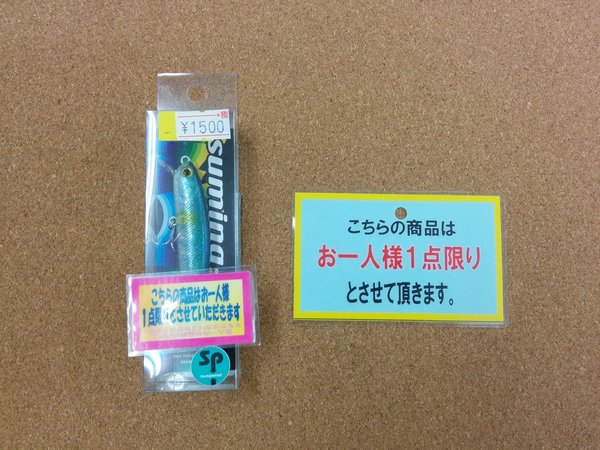 +税
¥1500
sumina
こちらの商品はお一人様
1点限りとさせていただきます
SP
こちらの商品は
お一人様1点限り
とさせて頂きます。